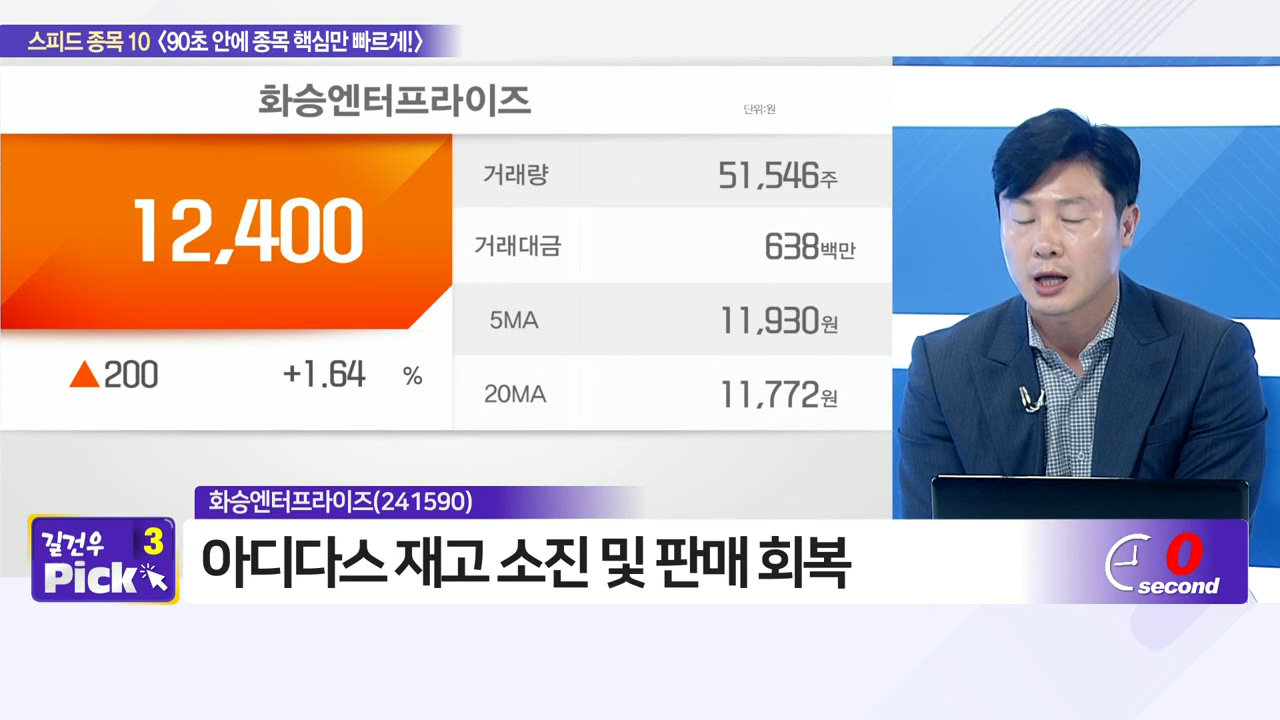 스피드 종목 10 〈90초 안에 종목 핵심만 빠르게!〉
화승엔터프라이즈
단위:원
12,400
▲200 +1.64 %
거래량 51,546주
거래대금 638백만
5MA 11,930원
20MA 11,772원
화승엔터프라이즈(241590)
길건우 3
Pick
아디다스 재고 소진 및 판매 회복
0
second